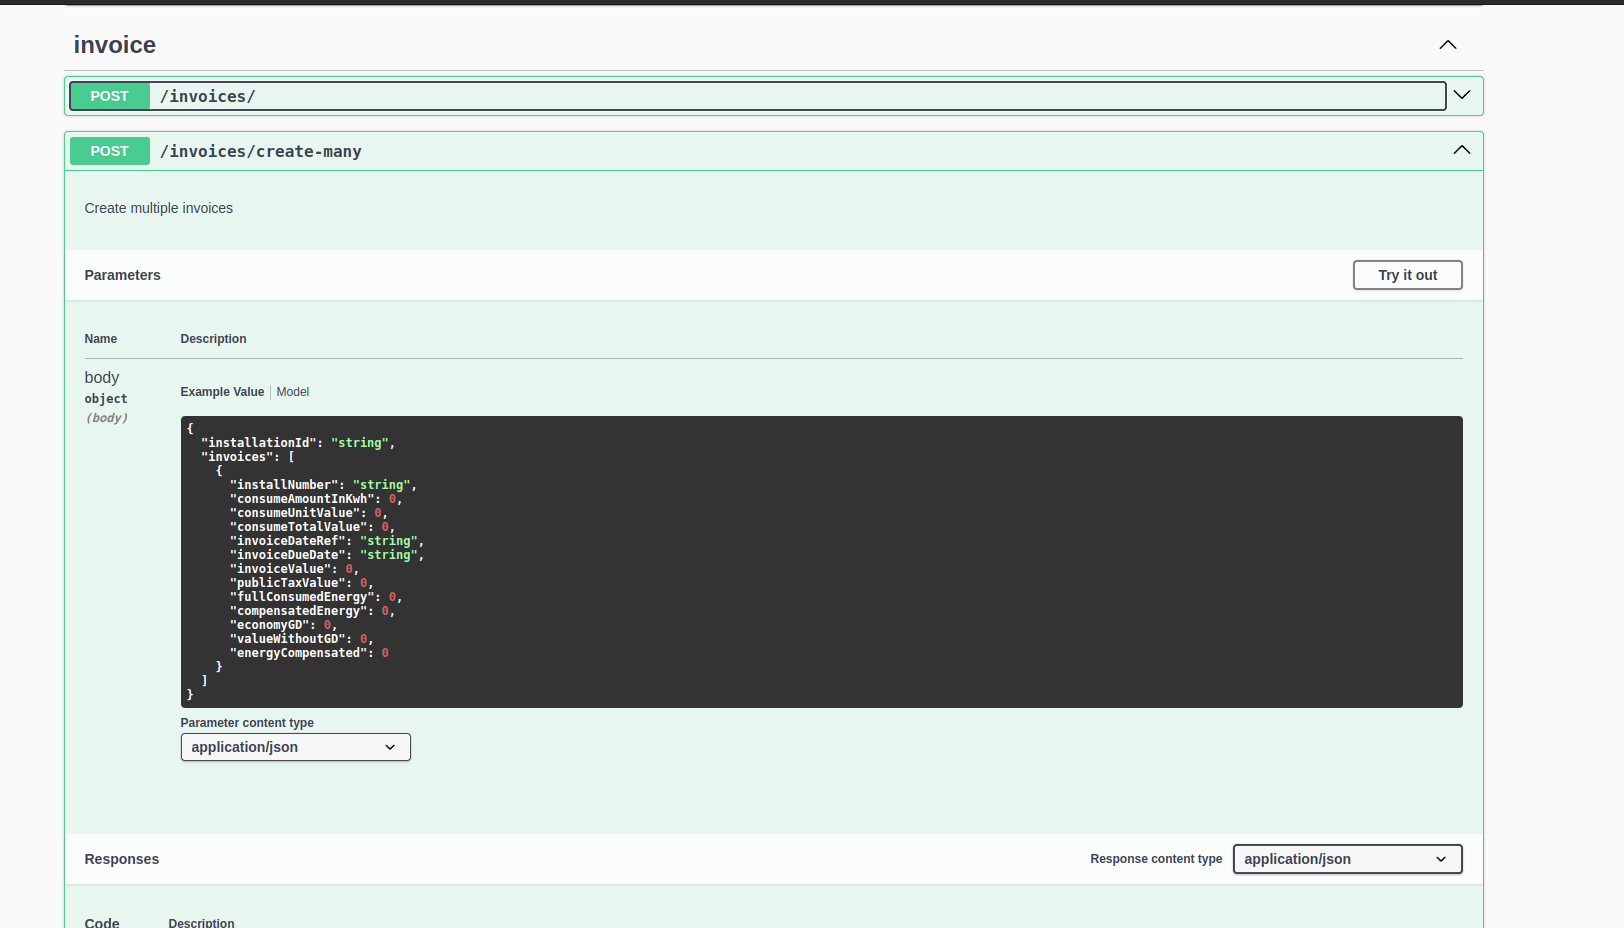 invoice
POST /invoices/
POST /invoices/create-many
Create multiple invoices
Parameters
Try it out
Name Description
body
object
(body)
Example Value Model
{
  "installationId": "string",
  "invoices": [
    {
      "installNumber": "string",
      "consumeAmountInKwh": 0,
      "consumeUnitValue": 0,
      "consumeTotalValue": 0,
      "invoiceDateRef": "string",
      "invoiceDueDate": "string",
      "invoiceValue": 0,
      "publicTaxValue": 0,
      "fullConsumedEnergy": 0,
      "compensatedEnergy": 0,
      "economyGD": 0,
      "valueWithoutGD": 0,
      "energyCompensated": 0
    }
  ]
}
Parameter content type
application/json
Responses
Response content type
application/json
Code Description